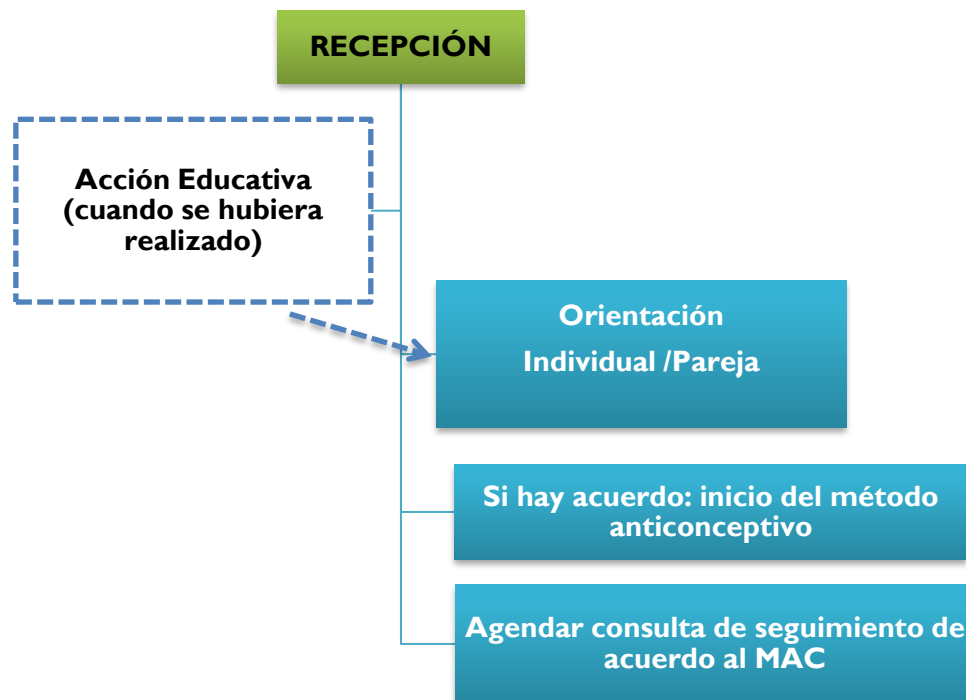 RECEPCIÓN
Acción Educativa
(cuando se hubiera
realizado)
Orientación
Individual /Pareja
Si hay acuerdo: inicio del método
anticonceptivo
Agendar consulta de seguimiento de
acuerdo al MAC